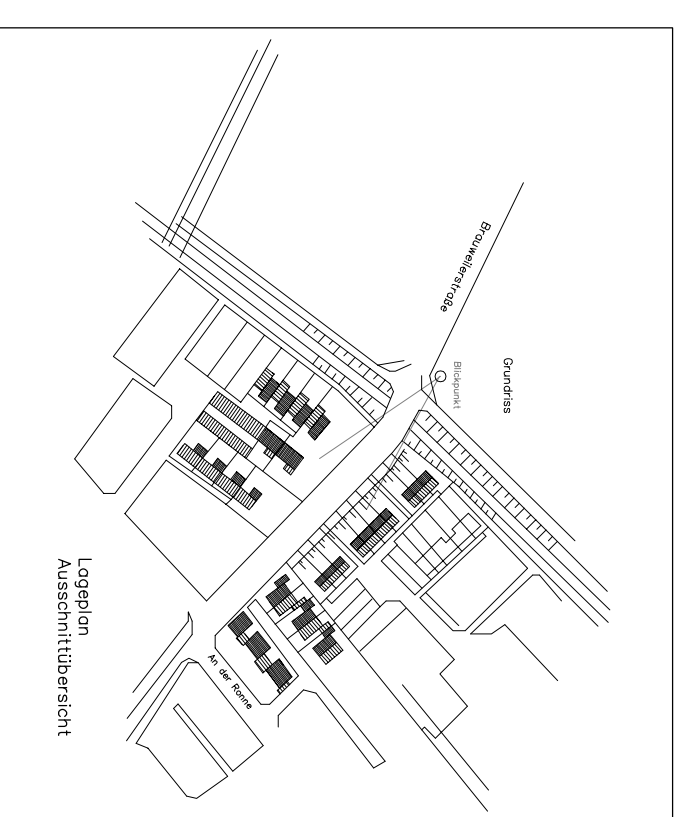 Grundriss
Blickpunkt
Brauweilerstraße
An der Ronne
Lageplan
Ausschnittübersicht